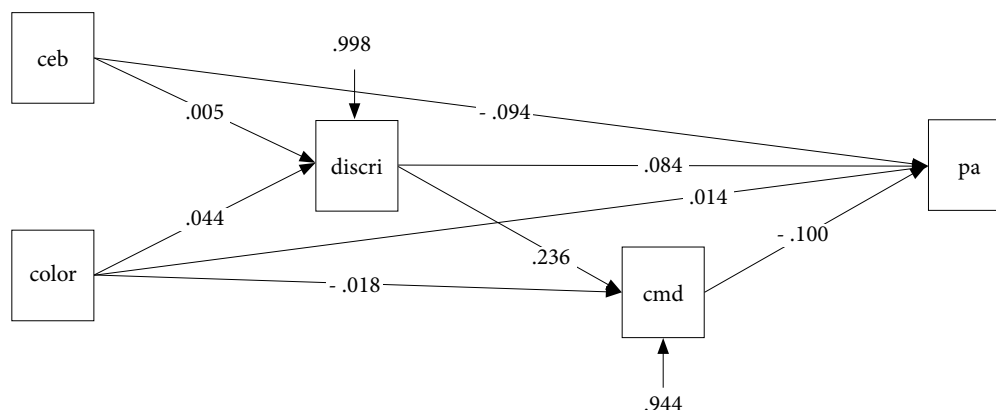 ceb
.998
.005
- .094
discri
.084
pa
.044
.014
- .100
.236
color
- .018
cmd
.944